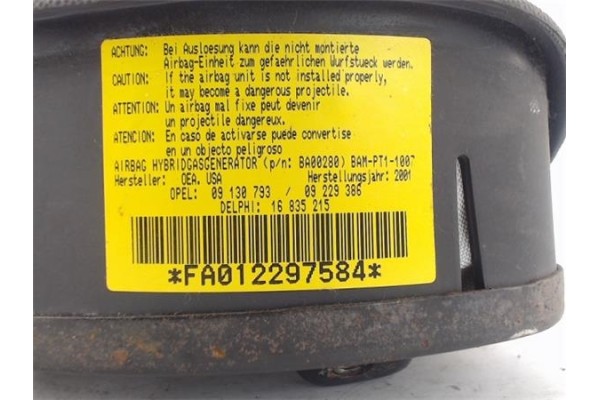 ACHTUNG: Bei Ausloesung kann die nicht montierte
Airbag-Einheit zum gefaehrlichen Wurfstueck werden.
CAUTION: If the airbag unit is not installed properly,
it may become a dangerous projectile.
ATTENTION: Un airbag mal fixe peut devenir
un projectile dangereux.
ATENCION: En caso de activarse puede convertise
en un objecto peligroso
AIRBAG HYBRIDGASGENERATOR (p/n: BA00280) BAM-PT1-1007
Hersteller: OEA, USA Herstellungsjahr: 2001
OPEL: 09 130 793 / 09 229 386
DELPHI: 16 835 215
*FA012297584*